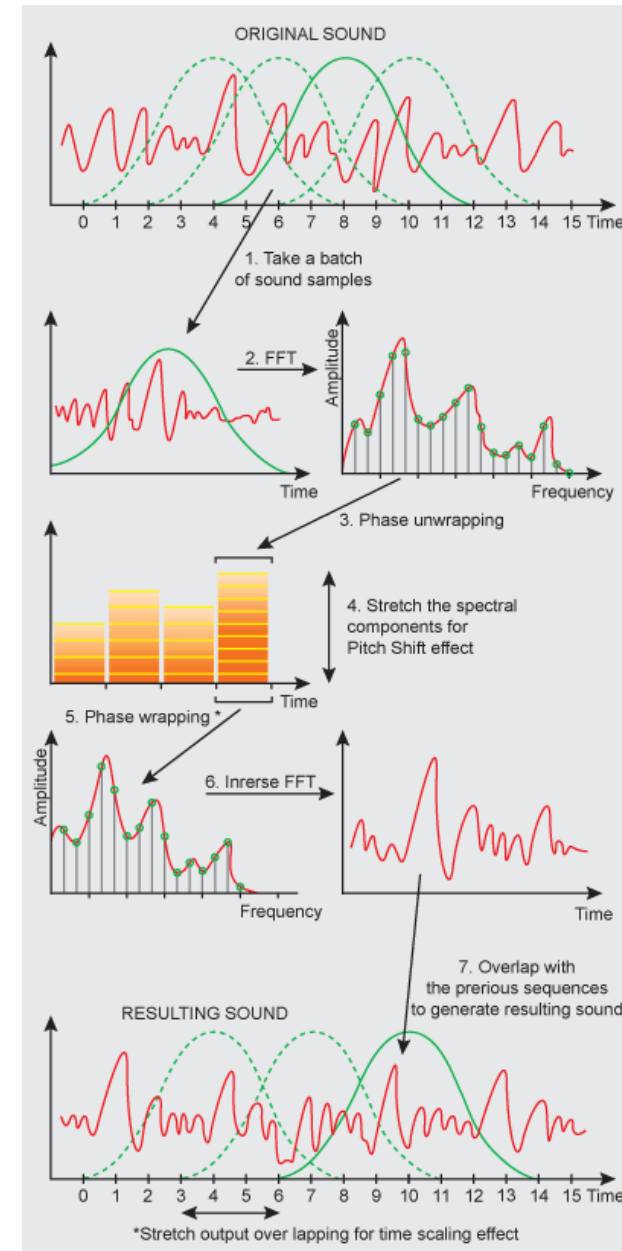 ORIGINAL SOUND
0 1 2 3 4 5 6 7 8 9 10 11 12 13 14 15 Time
1. Take a batch
of sound samples
2. FFT
Amplitude
Time
Frequency
3. Phase unwrapping
4. Stretch the spectral
components for
Pitch Shift effect
Time
5. Phase wrapping *
Amplitude
6. Inrerse FFT
Frequency
Time
7. Overlap with
the prerious sequences
to generate resulting sound
RESULTING SOUND
0 1 2 3 4 5 6 7 8 9 10 11 12 13 14 15 Time
*Stretch output over lapping for time scaling effect